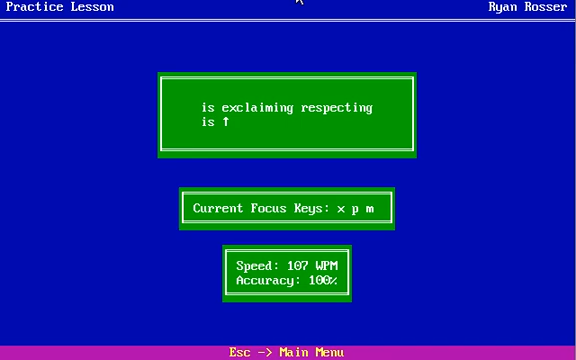 Practice Lesson Ryan Rosser
is exclaiming respecting
is ↑
Current Focus Keys: x p m
Speed: 107 WPM
Accuracy: 100%
Esc -> Main Menu